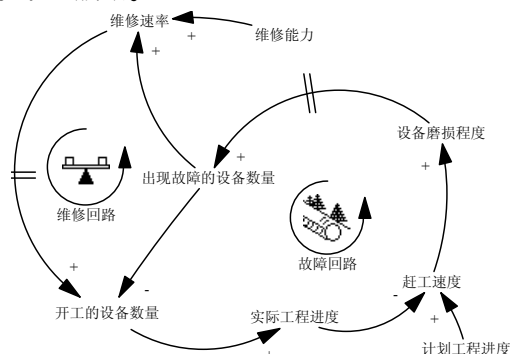 维修速率
+
+
维修能力
设备磨损程度
+
+
出现故障的设备数量
维修回路
故障回路
+
-
-
赶工速度
开工的设备数量
实际工程进度
+
+
计划工程进度